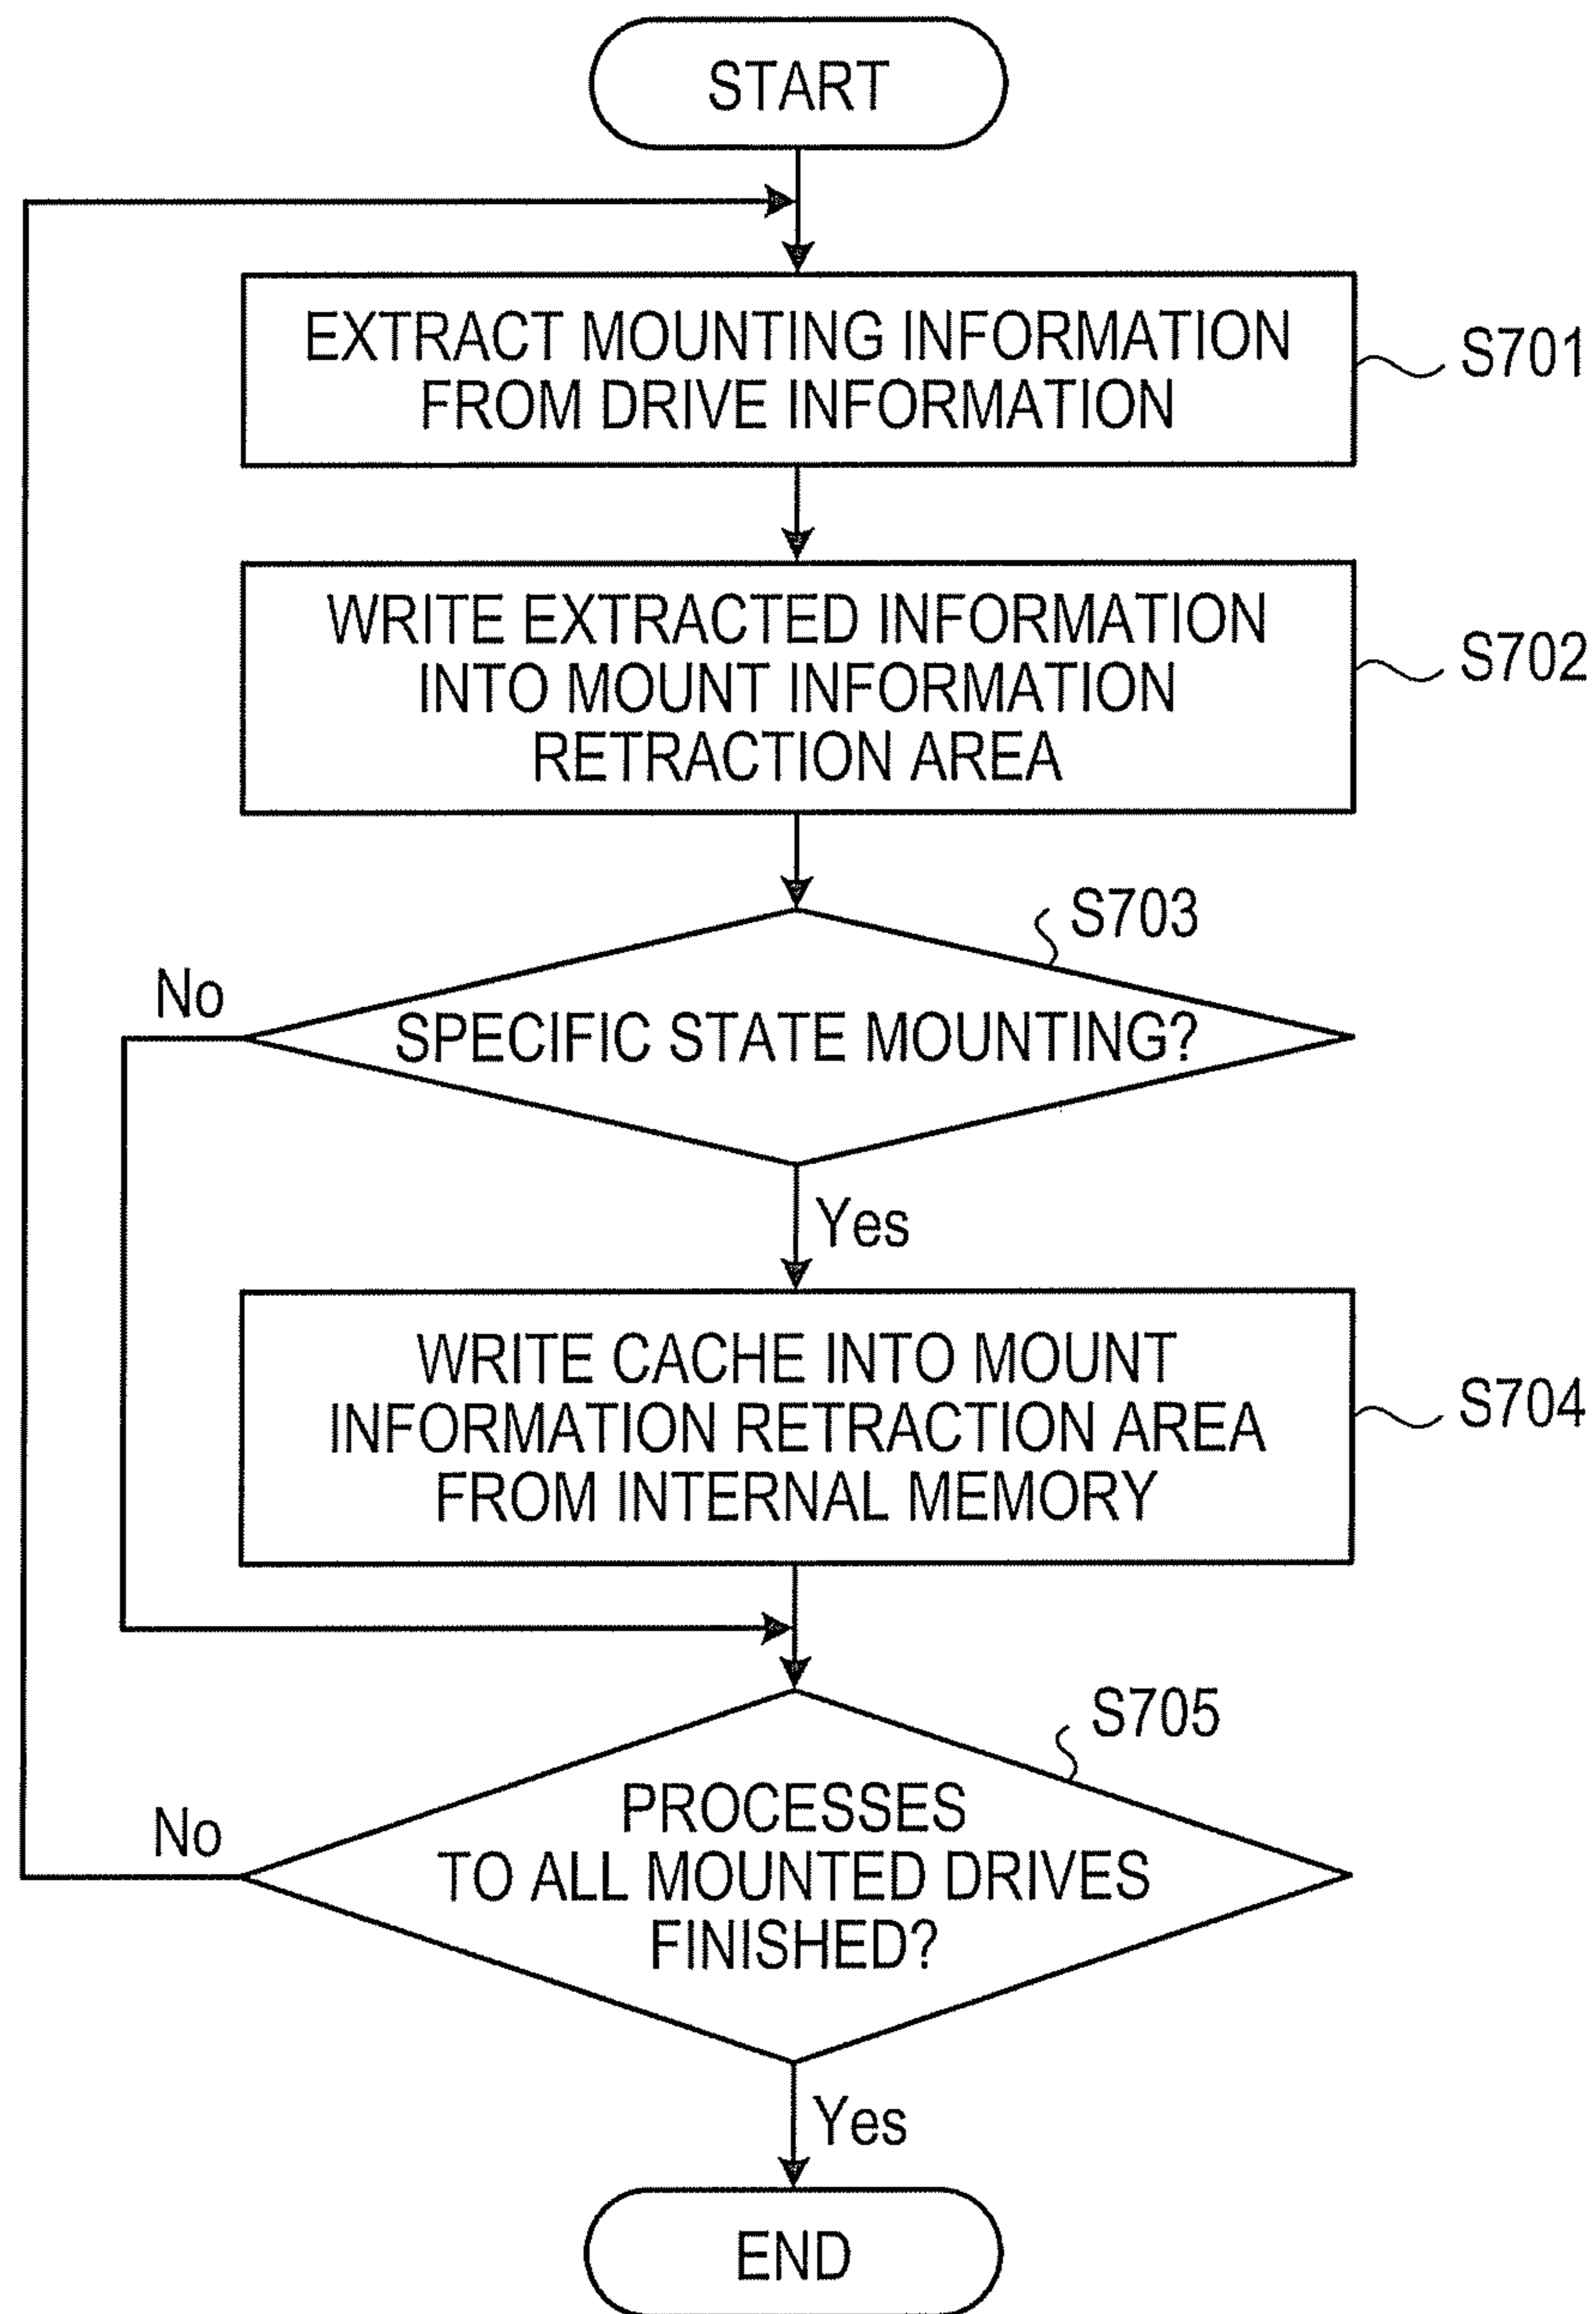 START
EXTRACT MOUNTING INFORMATION
FROM DRIVE INFORMATION
S701
WRITE EXTRACTED INFORMATION
INTO MOUNT INFORMATION
RETRACTION AREA
S702
S703
No
SPECIFIC STATE MOUNTING?
Yes
WRITE CACHE INTO MOUNT
INFORMATION RETRACTION AREA
FROM INTERNAL MEMORY
S704
S705
No
PROCESSES
TO ALL MOUNTED DRIVES
FINISHED?
Yes
END